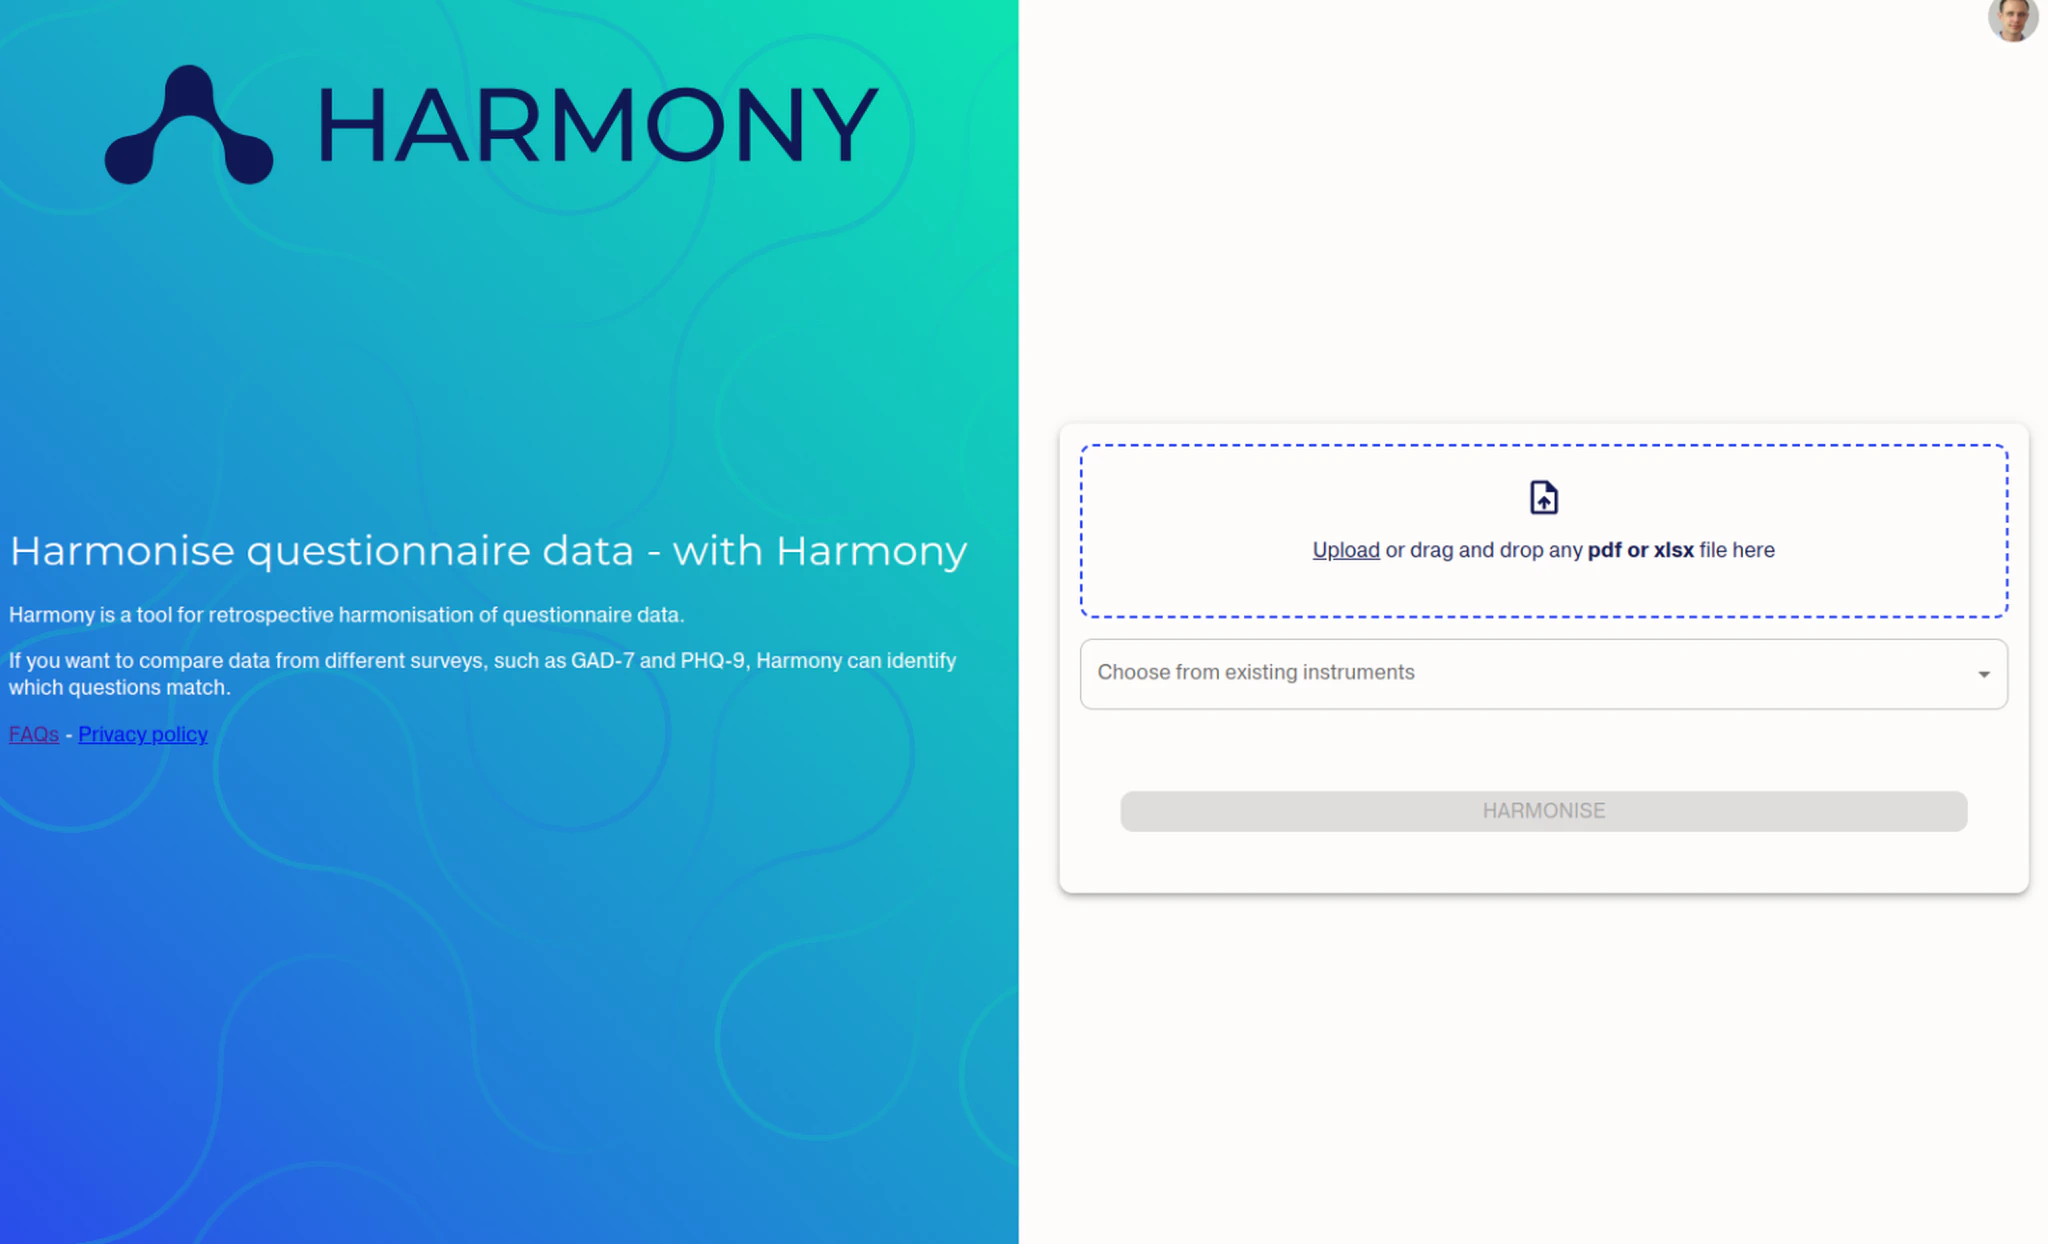 HARMONY
Harmonise questionnaire data - with Harmony
Harmony is a tool for retrospective harmonisation of questionnaire data.
If you want to compare data from different surveys, such as GAD-7 and PHQ-9, Harmony can identify
which questions match.
FAQs - Privacy policy
Upload or drag and drop any pdf or xlsx file here
Choose from existing instruments
HARMONISE